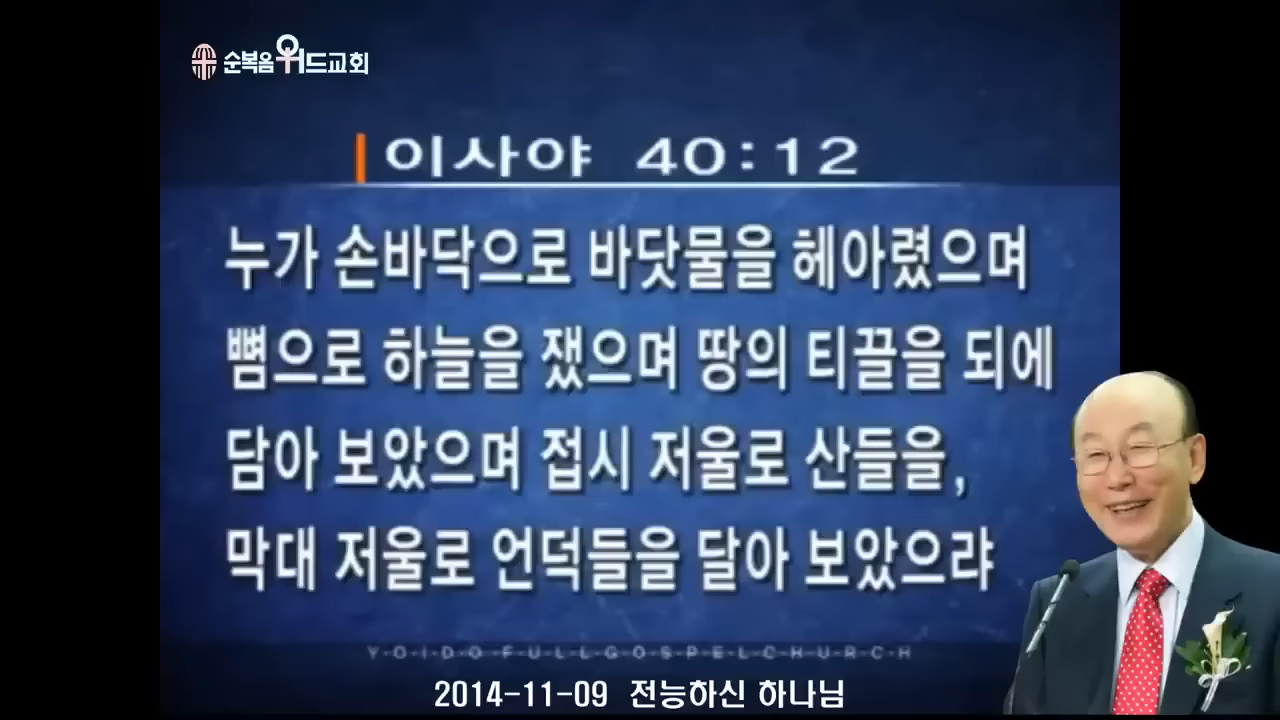 순복음워드교회
이사야 40:12
누가 손바닥으로 바닷물을 헤아렸으며
뼘으로 하늘을 쟀으며 땅의 티끌을 되에
담아 보았으며 접시 저울로 산들을,
막대 저울로 언덕들을 달아 보았으랴
Y-O-I-D-O-F-U-L-L-G-O-S-P-E-L-C-H-U-R-C-H
2014-11-09 전능하신 하나님